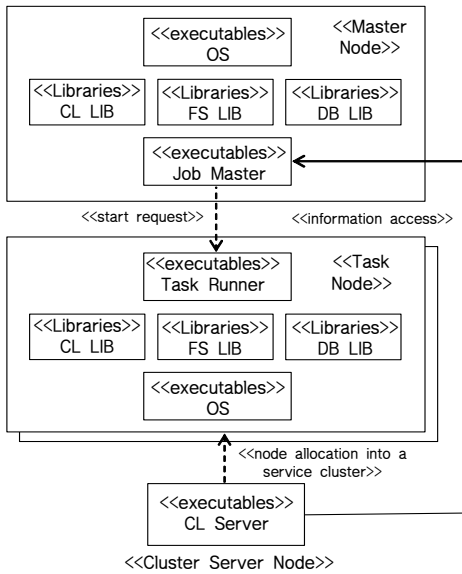 <<executables>>
OS
<<Master
Node>>
<<Libraries>>
CL LIB
<<Libraries>>
FS LIB
<<Libraries>>
DB LIB
<<executables>>
Job Master
<<start request>>
<<information access>>
<<executables>>
Task Runner
<<Task
Node>>
<<Libraries>>
CL LIB
<<Libraries>>
FS LIB
<<Libraries>>
DB LIB
<<executables>>
OS
<<node allocation into a
service cluster>>
<<executables>>
CL Server
<<Cluster Server Node>>